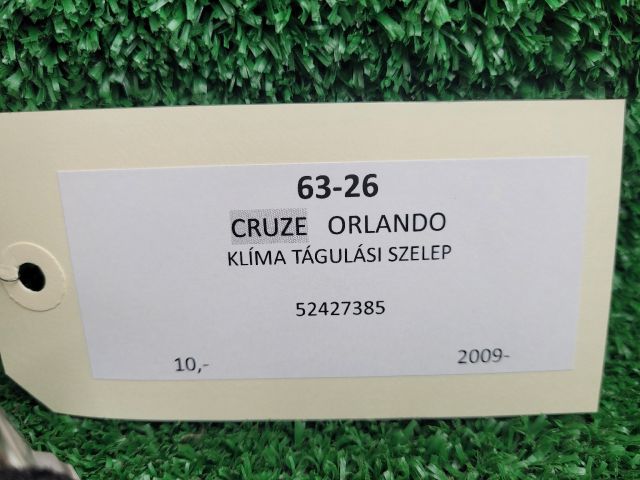 63-26
CRUZE ORLANDO
KLÍMA TÁGULÁSI SZELEP
52427385
10,- 2009-